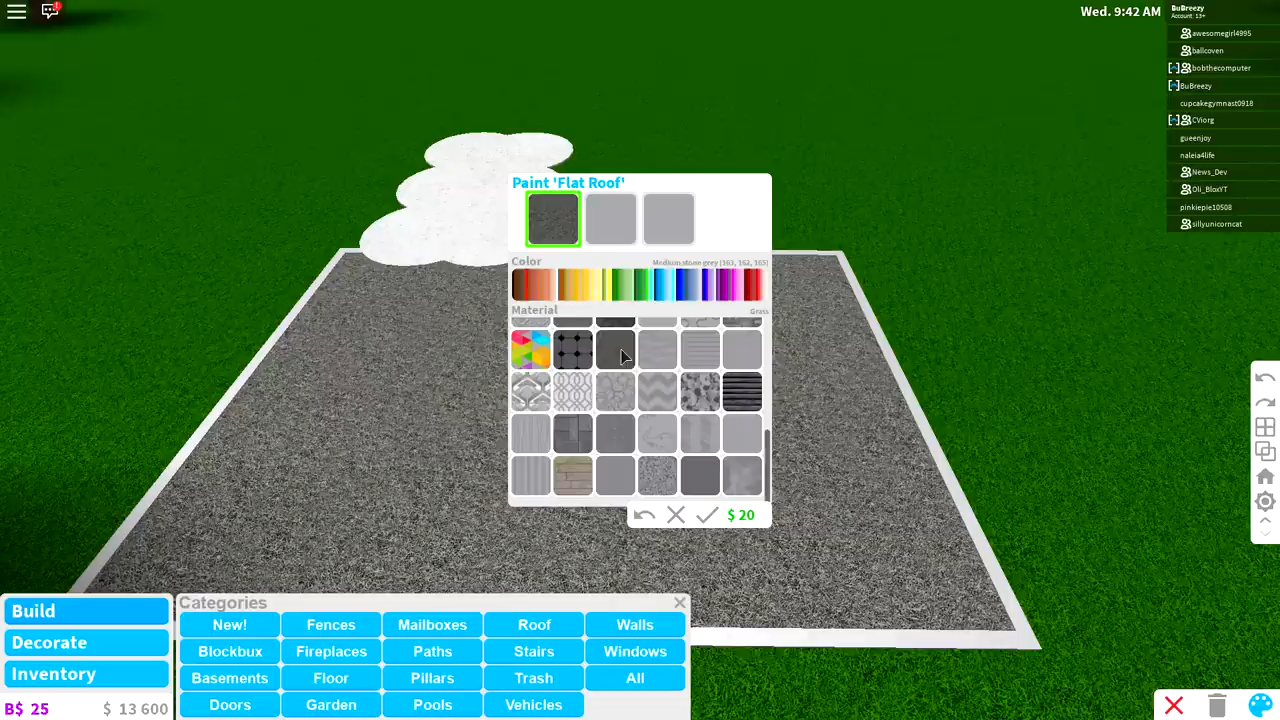 Wed. 9:42 AM
BuBreezy
Account: 13+
awesomegirl4995
ballcoven
bobthecomputer
BuBreezy
cupcakegymnast0918
CViorg
gueenjoy
naleia4life
News_Dev
Oli_BloxYT
pinkiepie10508
sillyunicorncat
Paint 'Flat Roof'
Color
Medium stone grey [163, 162, 165]
Material
Grass
$ 20
Build
Decorate
Inventory
B$ 25
$ 13 600
Categories
New!
Fences
Mailboxes
Roof
Walls
Blockbux
Fireplaces
Paths
Stairs
Windows
Basements
Floor
Pillars
Trash
All
Doors
Garden
Pools
Vehicles